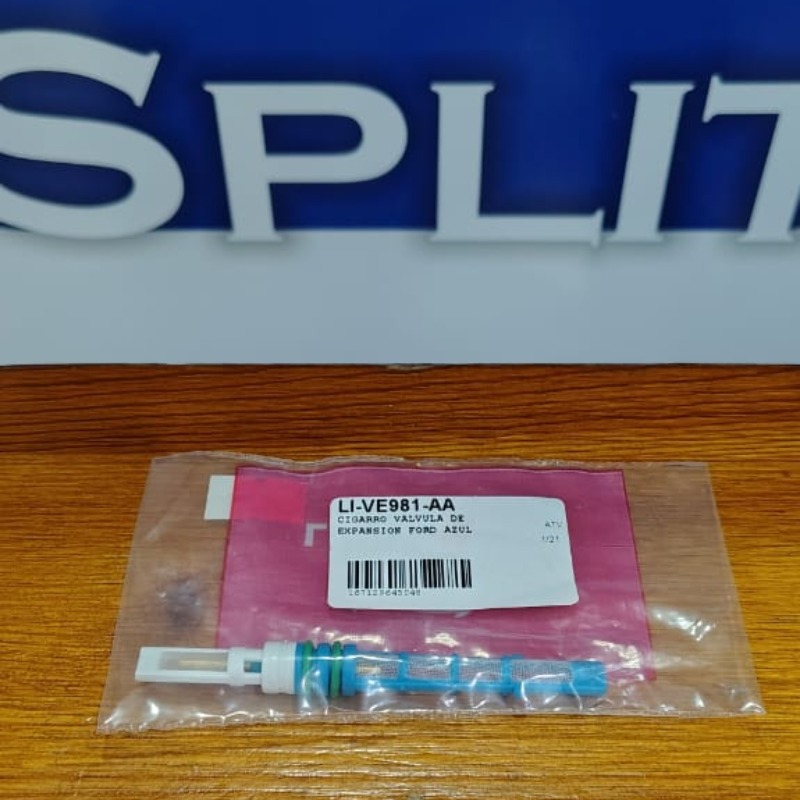 SPLIT
LI-VE981-AA
CIGARRO VALVULA DE
EXPANSION FORD AZUL
ATV
1/21